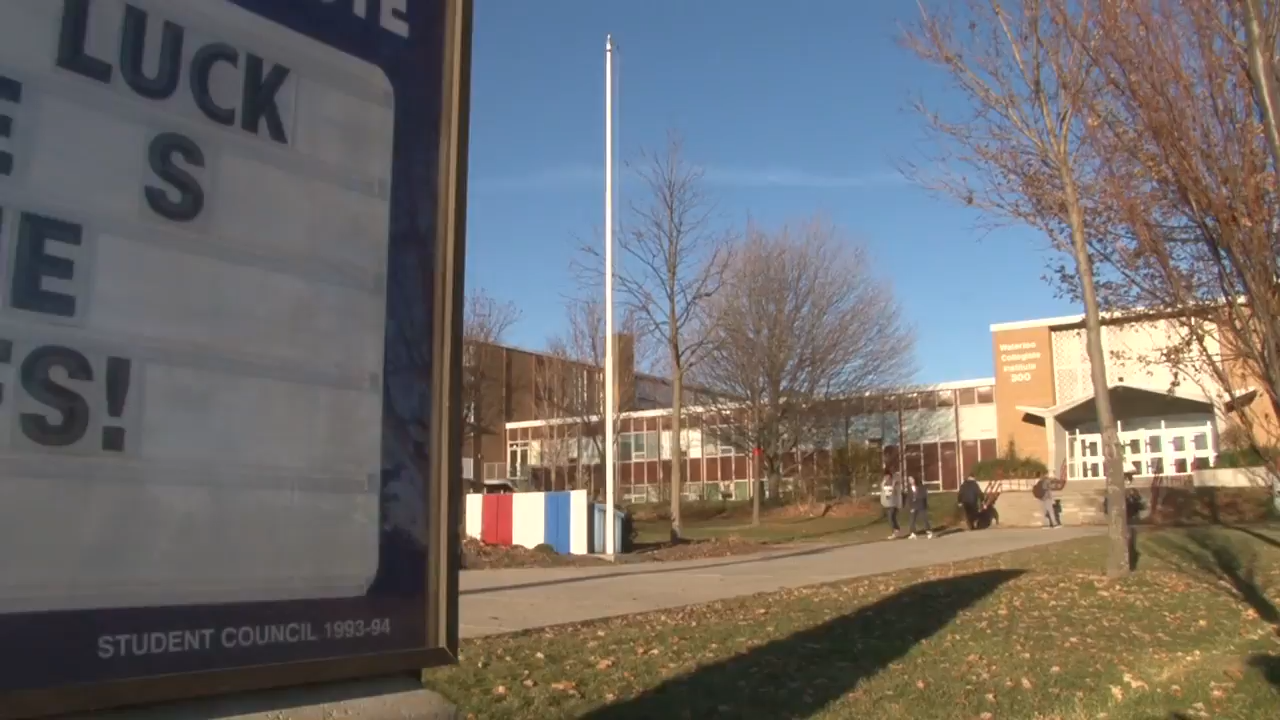 LUCK
S
E
S!
STUDENT COUNCIL 1993-94
Waterloo
Collegiate
Institute
300